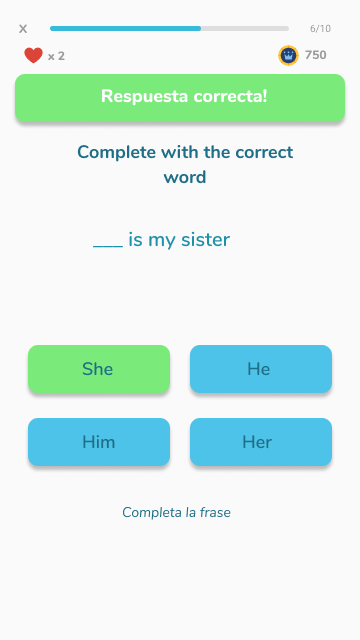 X
6/10
x 2
750
Respuesta correcta!
Complete with the correct
word
___ is my sister
She
He
Him
Her
Completa la frase